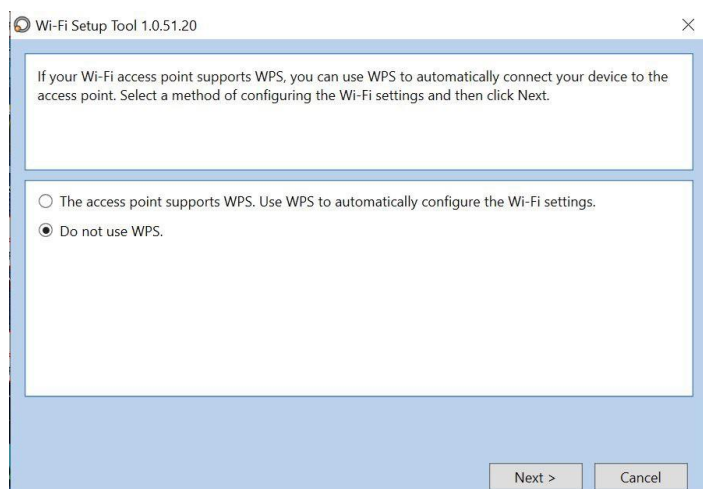 Wi-Fi Setup Tool 1.0.51.20
If your Wi-Fi access point supports WPS, you can use WPS to automatically connect your device to the
access point. Select a method of configuring the Wi-Fi settings and then click Next.
The access point supports WPS. Use WPS to automatically configure the Wi-Fi settings.
Do not use WPS.
Next >
Cancel